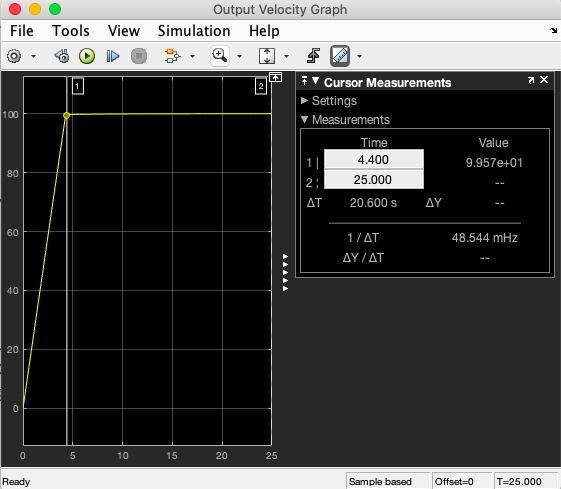 Output Velocity Graph
File Tools View Simulation Help
1 2
100
80
60
40
20
0
0 5 10 15 20 25
Cursor Measurements
Settings
Measurements
Time Value
1 | 4.400 9.957e+01
2 ¦ 25.000 --
ΔT 20.600 s ΔY --
1 / ΔT 48.544 mHz
ΔY / ΔT --
Ready Sample based Offset=0 T=25.000